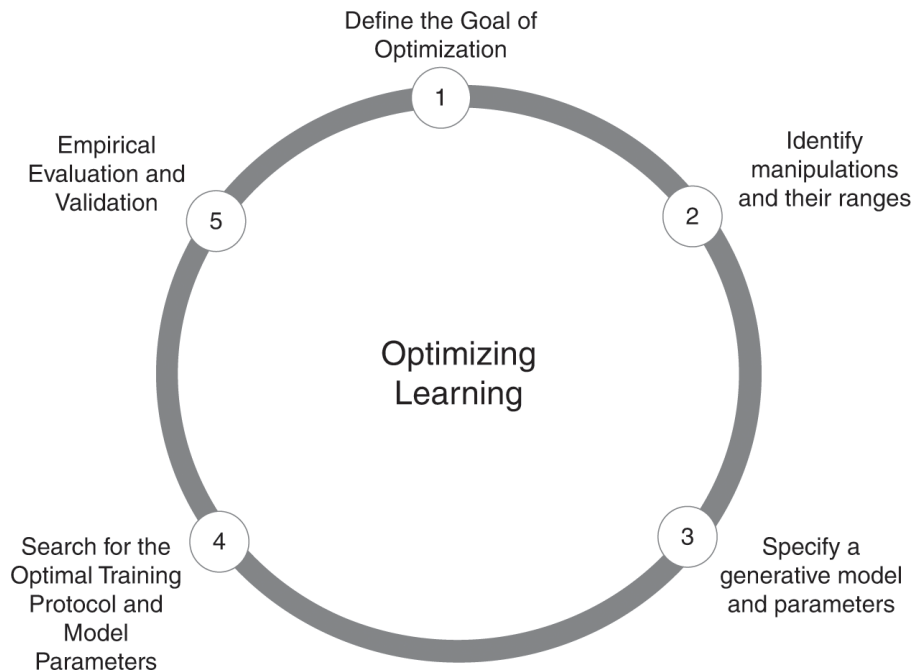 Define the Goal of
Optimization
1
Identify
manipulations
and their ranges
2
Specify a
generative model
and parameters
3
Search for the
Optimal Training
Protocol and
Model
Parameters
4
Empirical
Evaluation and
Validation
5
Optimizing
Learning